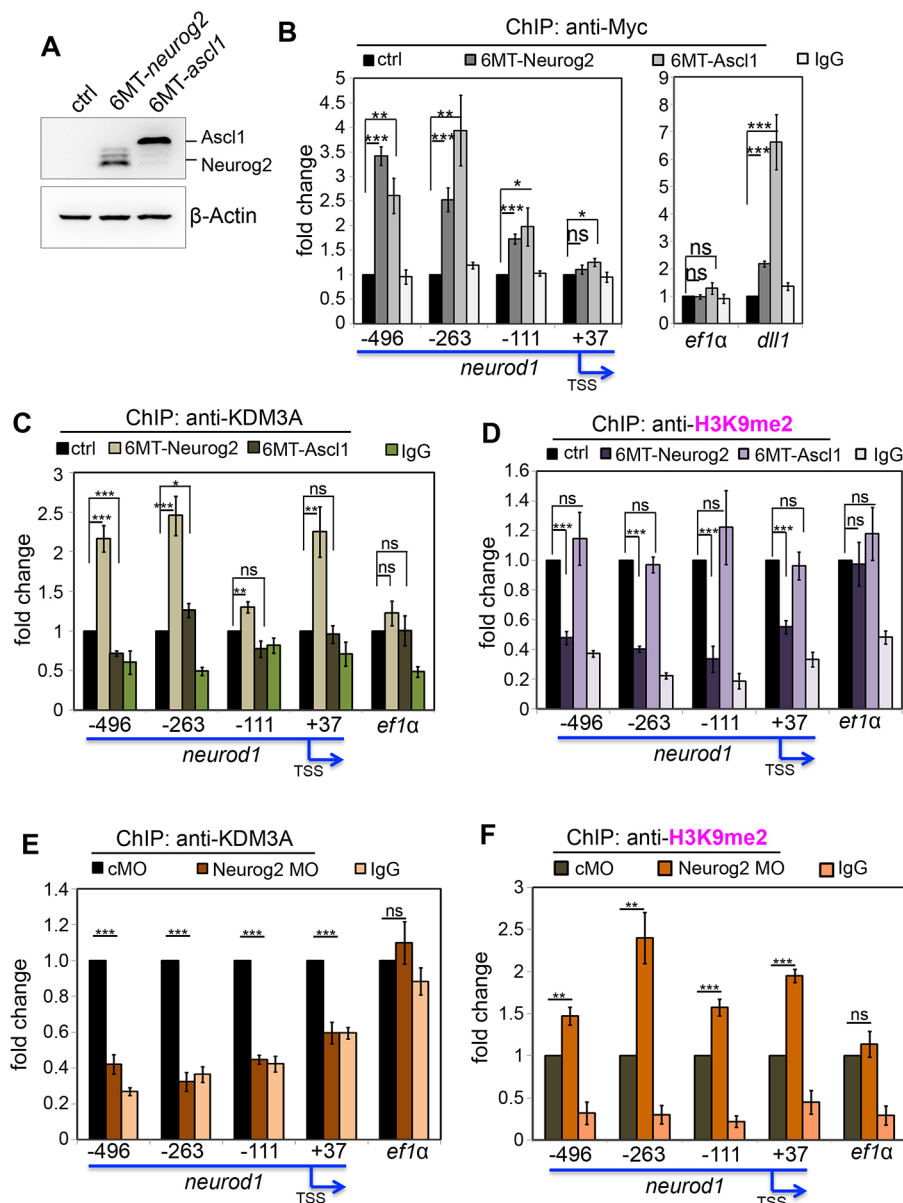 A
ctrl
6MT-neurog2
6MT-ascl1
Ascl1
Neurog2
β-Actin
B
ChIP: anti-Myc
ctrl 6MT-Neurog2 6MT-Ascl1 IgG
fold change
5
4.5
4
3.5
3
2.5
2
1.5
1
0.5
0
** *** ** *** * *** * ns
-496 -263 -111 +37
neurod1
TSS
9
8
7
6
5
4
3
2
1
0
ns ns *** ***
ef1α dll1
C
ChIP: anti-KDM3A
ctrl 6MT-Neurog2 6MT-Ascl1 IgG
fold change
3
2.5
2
1.5
1
0.5
0
*** *** * *** ns ** ns ** ns ns
-496 -263 -111 +37 ef1α
neurod1
TSS
D
ChIP: anti-H3K9me2
ctrl 6MT-Neurog2 6MT-Ascl1 IgG
fold change
1.6
1.4
1.2
1.0
0.8
0.6
0.4
0.2
0
ns *** ns *** ns *** ns *** ns ns
-496 -263 -111 +37 ef1α
neurod1
TSS
E
ChIP: anti-KDM3A
cMO Neurog2 MO IgG
fold change
1.4
1.2
1.0
0.8
0.6
0.4
0.2
0
*** *** *** *** ns
-496 -263 -111 +37 ef1α
neurod1
TSS
F
ChIP: anti-H3K9me2
cMO Neurog2 MO IgG
fold change
3
2.5
2
1.5
1
0.5
0
** ** *** *** ns
-496 -263 -111 +37 ef1α
neurod1
TSS